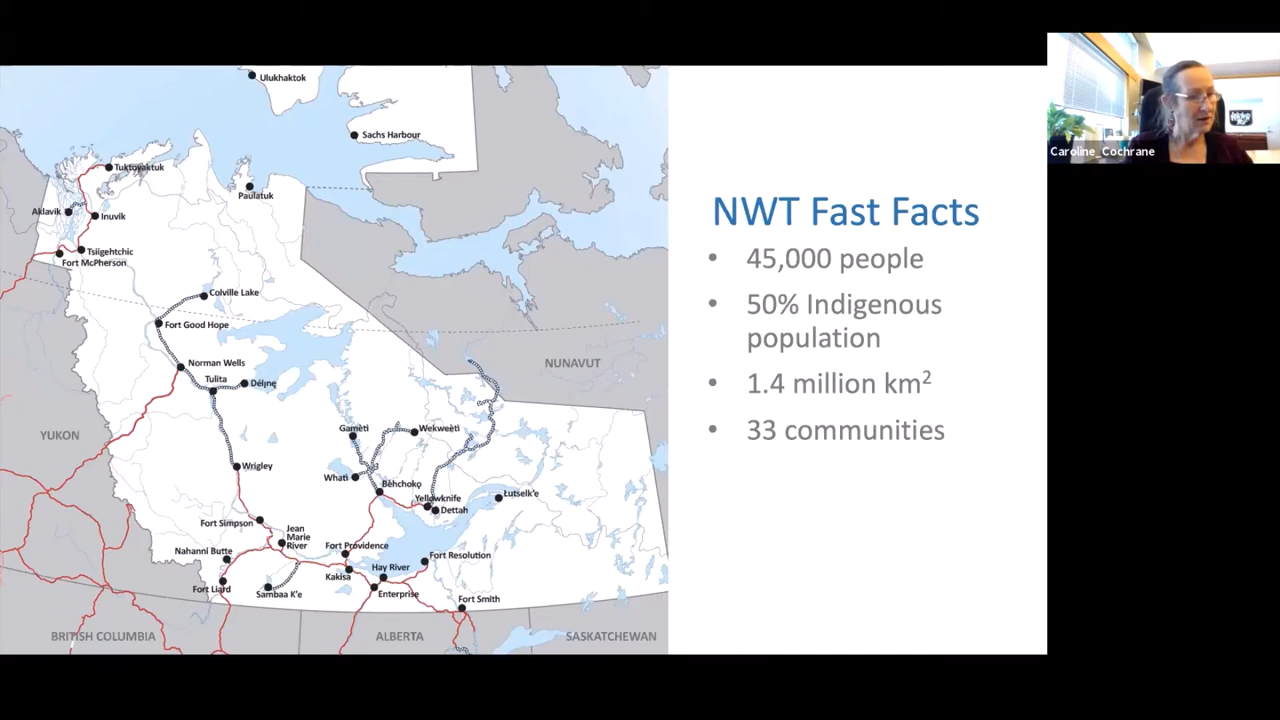 Ulukhaktok
Sachs Harbour
Tuktoyaktuk
Paulatuk
Aklavik
Inuvik
Tsiigehtchic
Fort McPherson
Colville Lake
Fort Good Hope
Norman Wells
Tulita
Délı̨nę
NUNAVUT
YUKON
Gamètì
Wekweètì
Wrigley
Whatì
Bèhchokǫ̀
Yellowknife
Dettah
Łutselk'e
Fort Simpson
Jean
Marie
River
Nahanni Butte
Fort Providence
Fort Resolution
Hay River
Kakisa
Fort Liard
Sambaa K'e
Enterprise
Fort Smith
BRITISH COLUMBIA
ALBERTA
SASKATCHEWAN
NWT Fast Facts
• 45,000 people
• 50% Indigenous
population
• 1.4 million km²
• 33 communities
Caroline_Cochrane